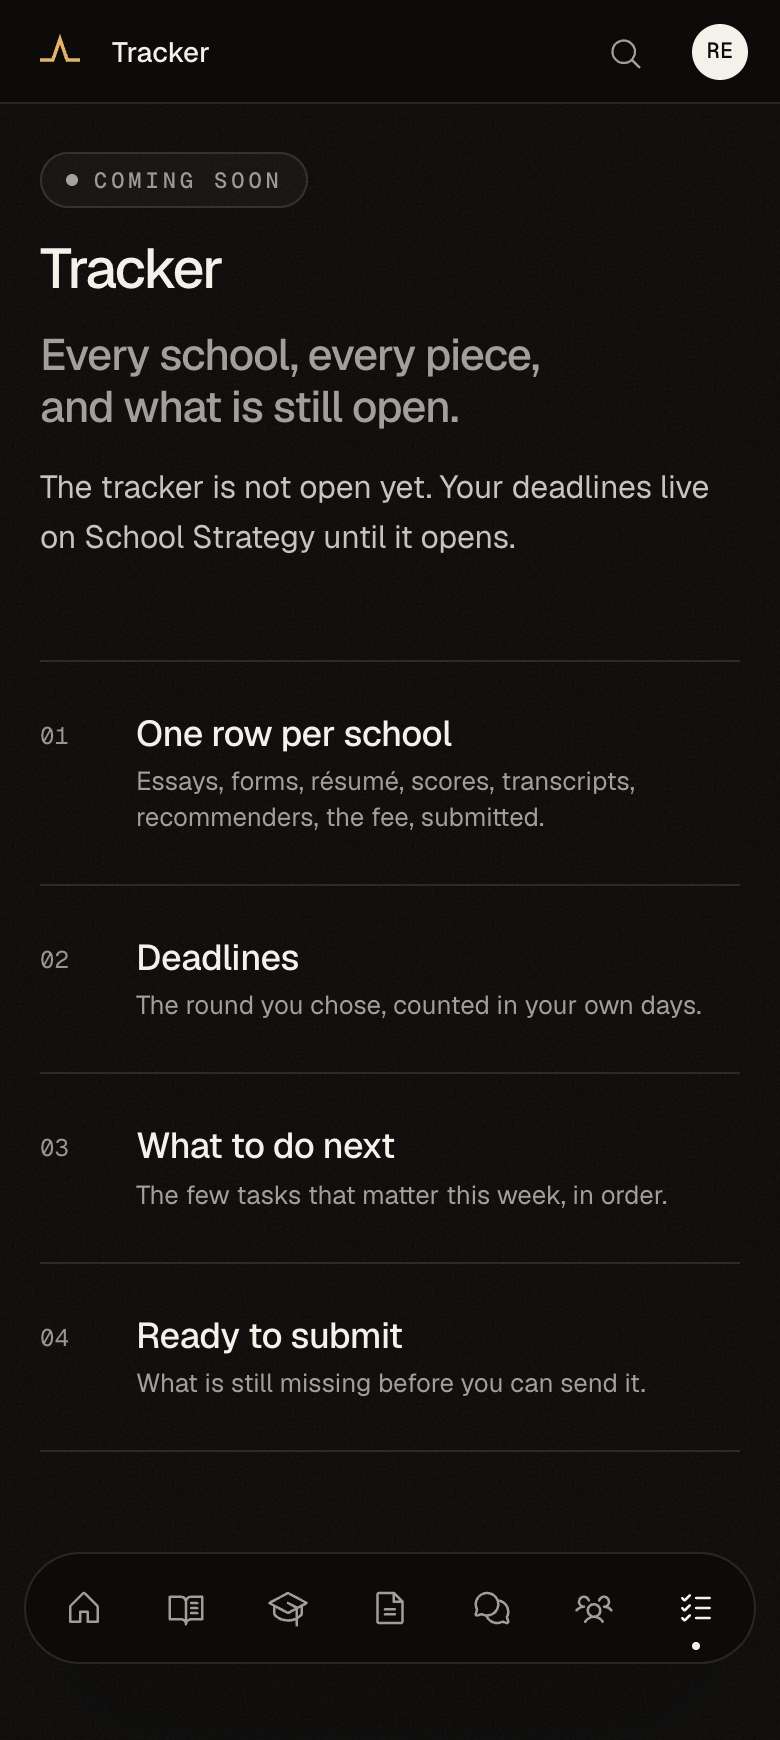 Tracker
RE
COMING SOON
Tracker
Every school, every piece,
and what is still open.
The tracker is not open yet. Your deadlines live
on School Strategy until it opens.
01
One row per school
Essays, forms, résumé, scores, transcripts,
recommenders, the fee, submitted.
02
Deadlines
The round you chose, counted in your own days.
03
What to do next
The few tasks that matter this week, in order.
04
Ready to submit
What is still missing before you can send it.